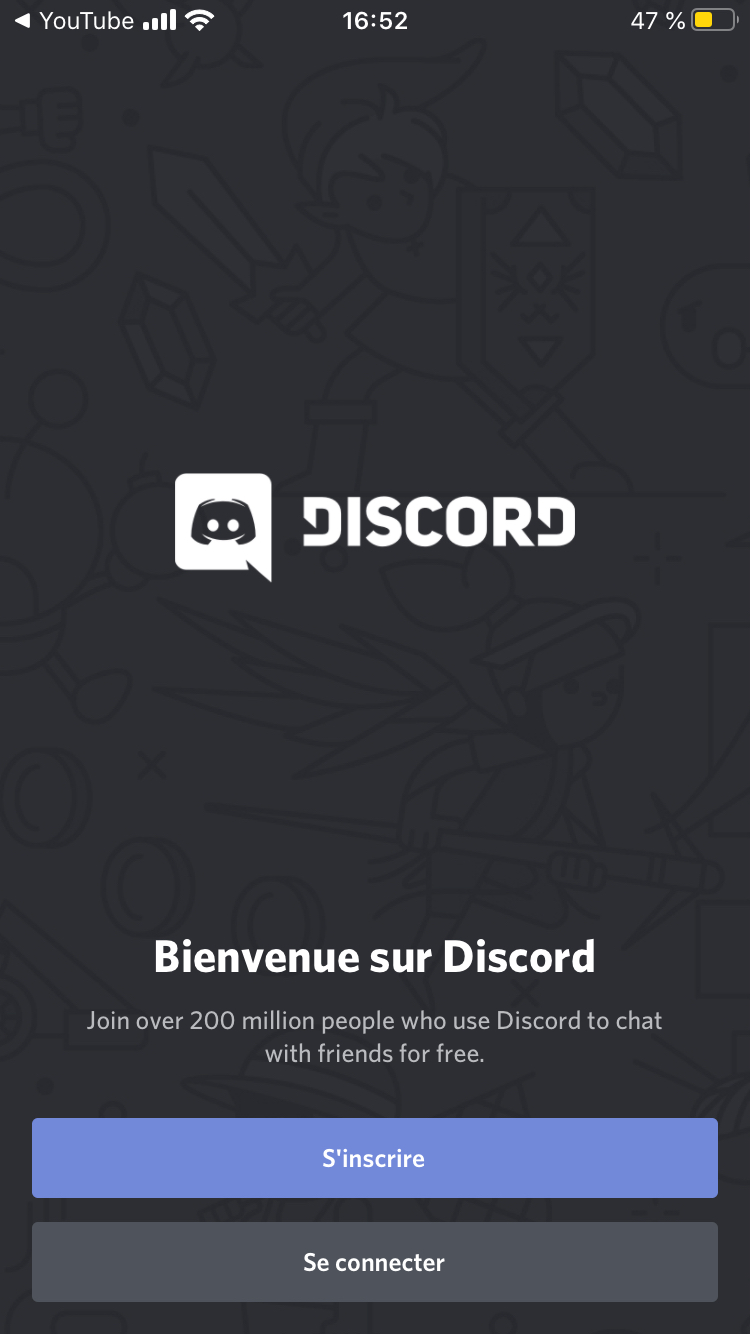 ◀ YouTube 16:52 47 %
DISCORD
Bienvenue sur Discord
Join over 200 million people who use Discord to chat
with friends for free.
S'inscrire
Se connecter